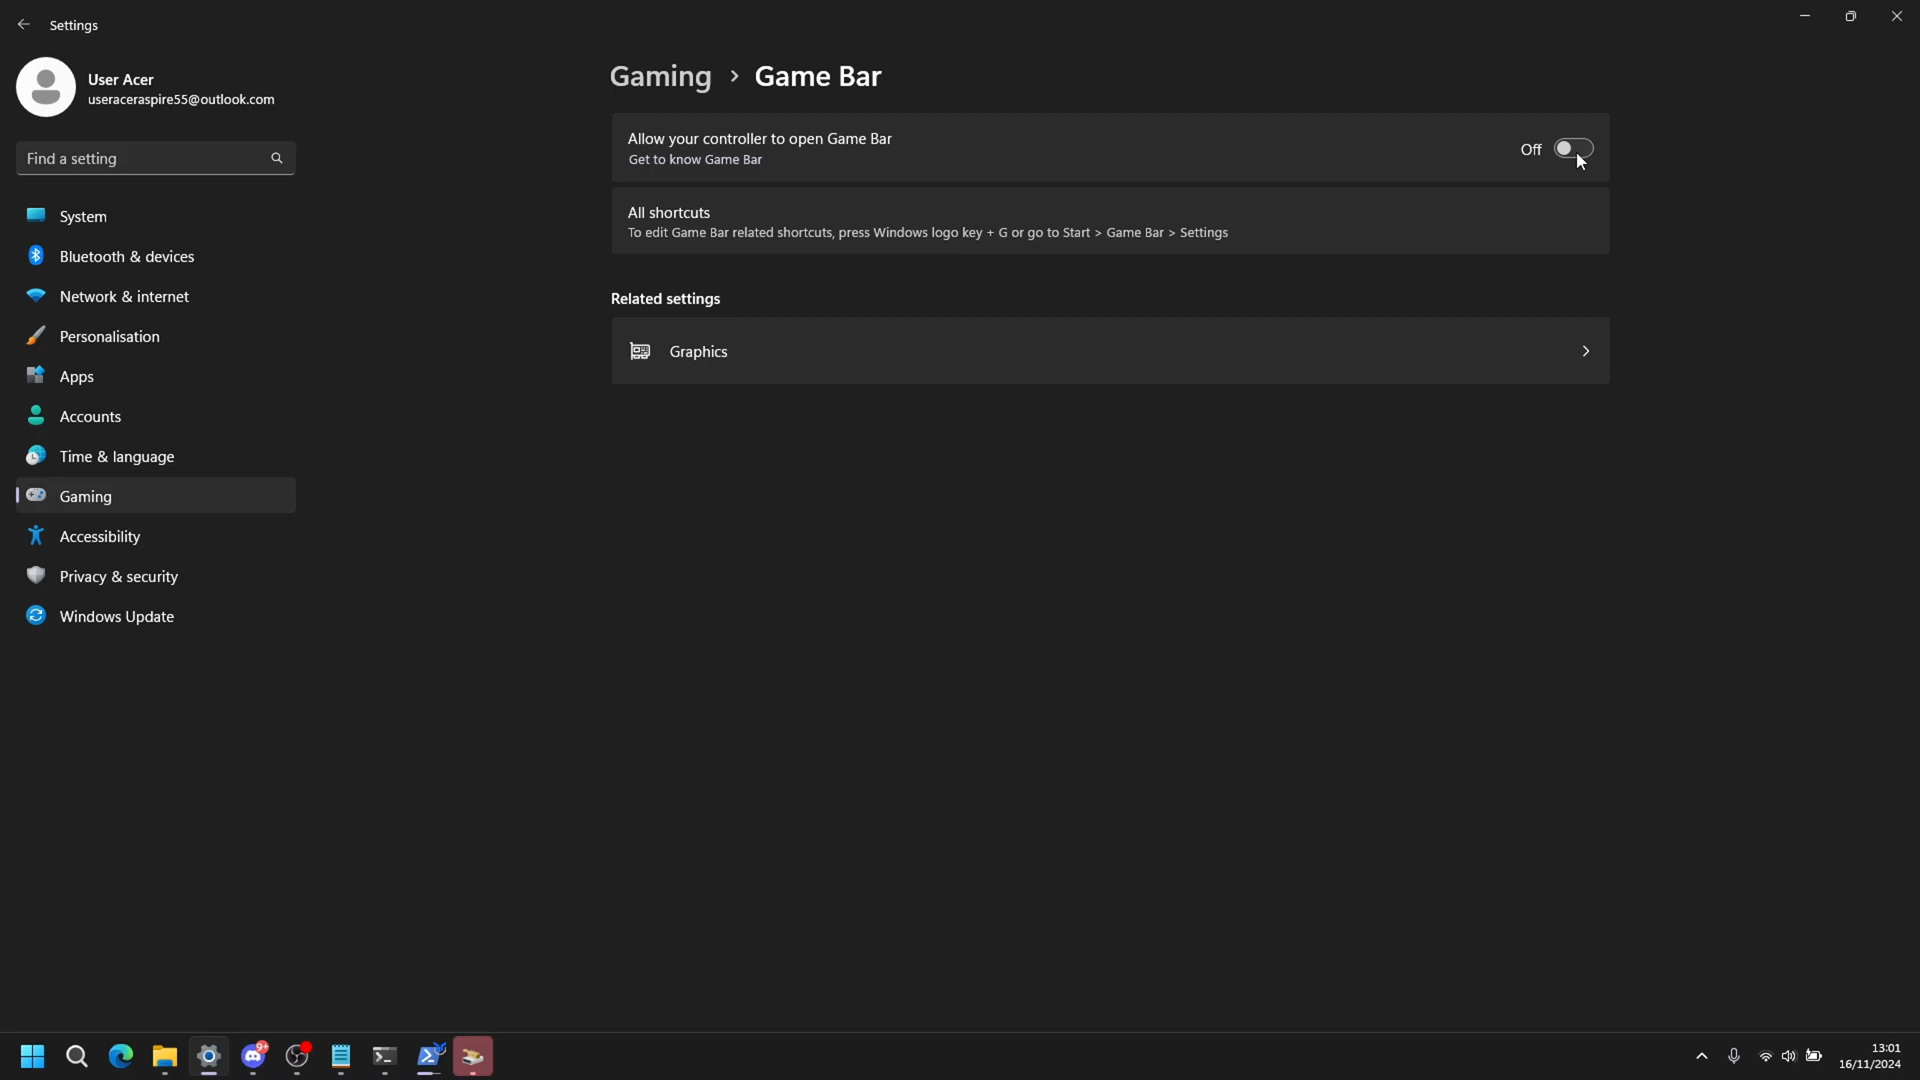 Settings
User Acer
useraceraspire55@outlook.com
Find a setting
System
Bluetooth & devices
Network & internet
Personalisation
Apps
Accounts
Time & language
Gaming
Accessibility
Privacy & security
Windows Update
Gaming > Game Bar
Allow your controller to open Game Bar
Get to know Game Bar
Off
All shortcuts
To edit Game Bar related shortcuts, press Windows logo key + G or go to Start > Game Bar > Settings
Related settings
Graphics
9+
13:01
16/11/2024